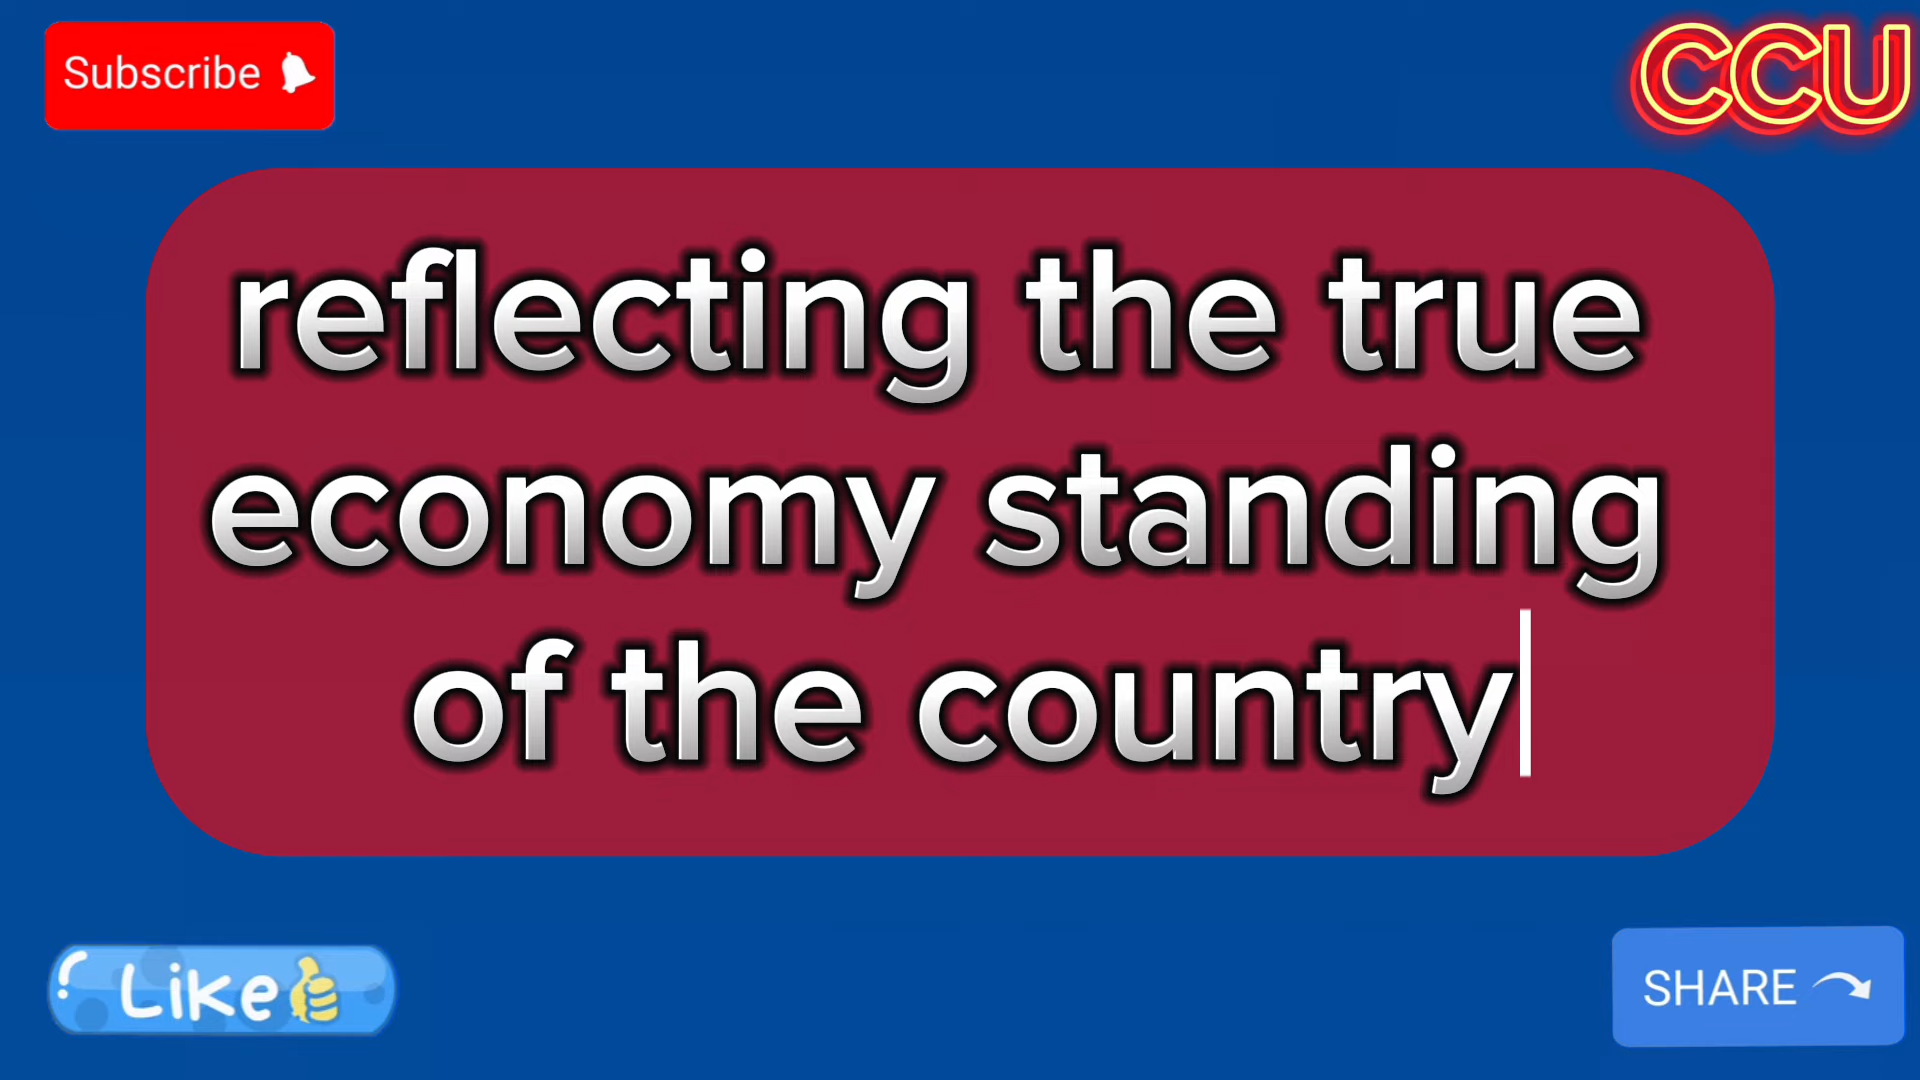 Subscribe
CCU
reflecting the true
economy standing
of the country
Like
SHARE